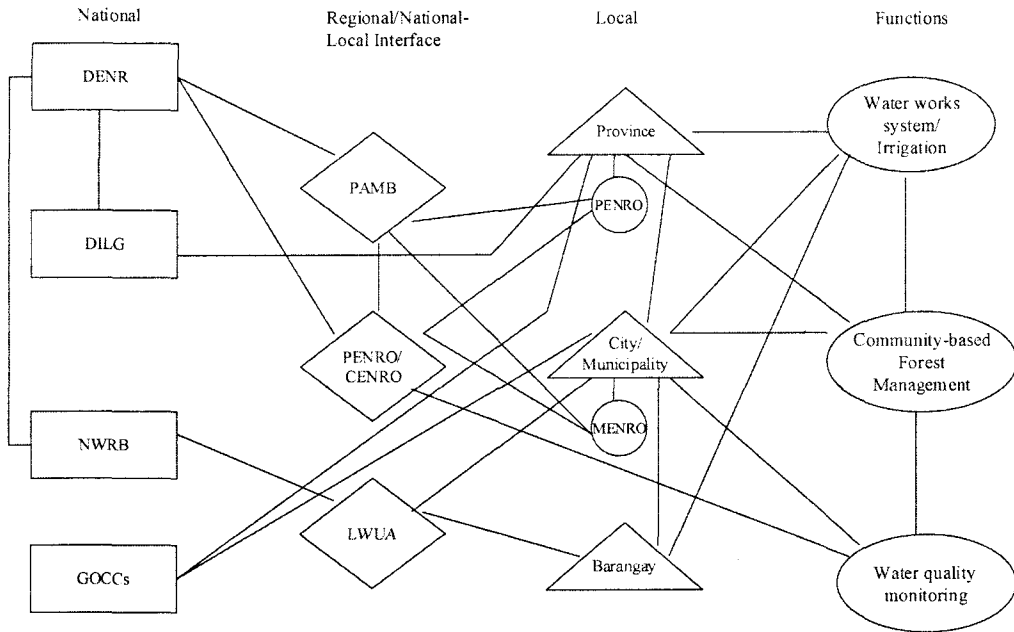 National
Regional/National-
Local Interface
Local
Functions
DENR
DILG
NWRB
GOCCs
PAMB
PENRO/
CENRO
LWUA
Province
PENRO
City/
Municipality
MENRO
Barangay
Water works
system/
Irrigation
Community-based
Forest
Management
Water quality
monitoring